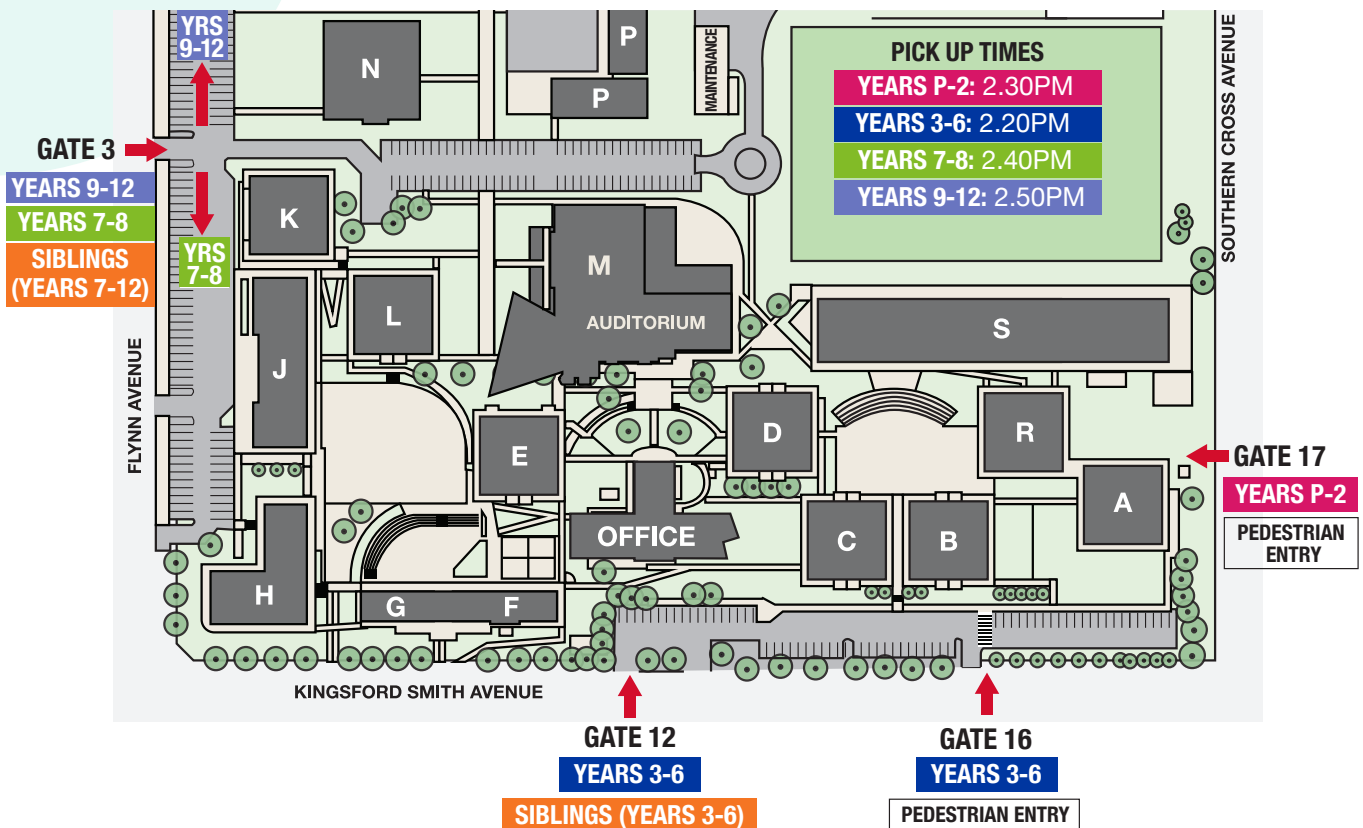 YRS
9-12
N
P
P
MAINTENANCE
SOUTHERN CROSS AVENUE
PICK UP TIMES
YEARS P-2: 2.30PM
YEARS 3-6: 2.20PM
YEARS 7-8: 2.40PM
YEARS 9-12: 2.50PM
GATE 3
YEARS 9-12
YEARS 7-8
SIBLINGS
(YEARS 7-12)
YRS
7-8
K
L
M
AUDITORIUM
S
J
FLYNN AVENUE
E
D
R
A
GATE 17
YEARS P-2
PEDESTRIAN
ENTRY
OFFICE
C
B
H
G
F
KINGSFORD SMITH AVENUE
GATE 12
YEARS 3-6
SIBLINGS (YEARS 3-6)
GATE 16
YEARS 3-6
PEDESTRIAN ENTRY